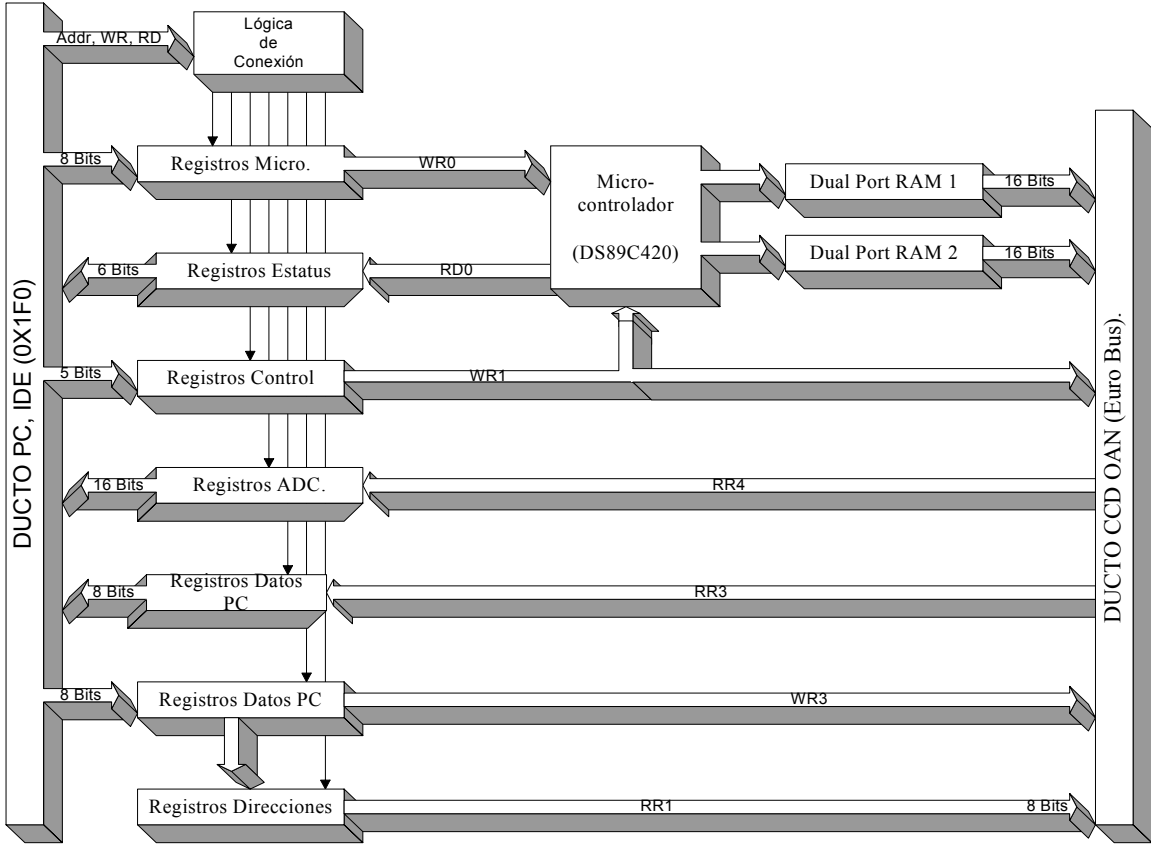 Addr, WR, RD
Lógica
de
Conexión
8 Bits
Registros Micro.
WR0
Micro-
controlador
(DS89C420)
Dual Port RAM 1
16 Bits
Dual Port RAM 2
16 Bits
6 Bits
Registros Estatus
RD0
5 Bits
Registros Control
WR1
16 Bits
Registros ADC.
RR4
8 Bits
Registros Datos
PC
RR3
8 Bits
Registros Datos PC
WR3
Registros Direcciones
RR1
8 Bits
DUCTO PC, IDE (0X1F0)
DUCTO CCD OAN (Euro Bus).